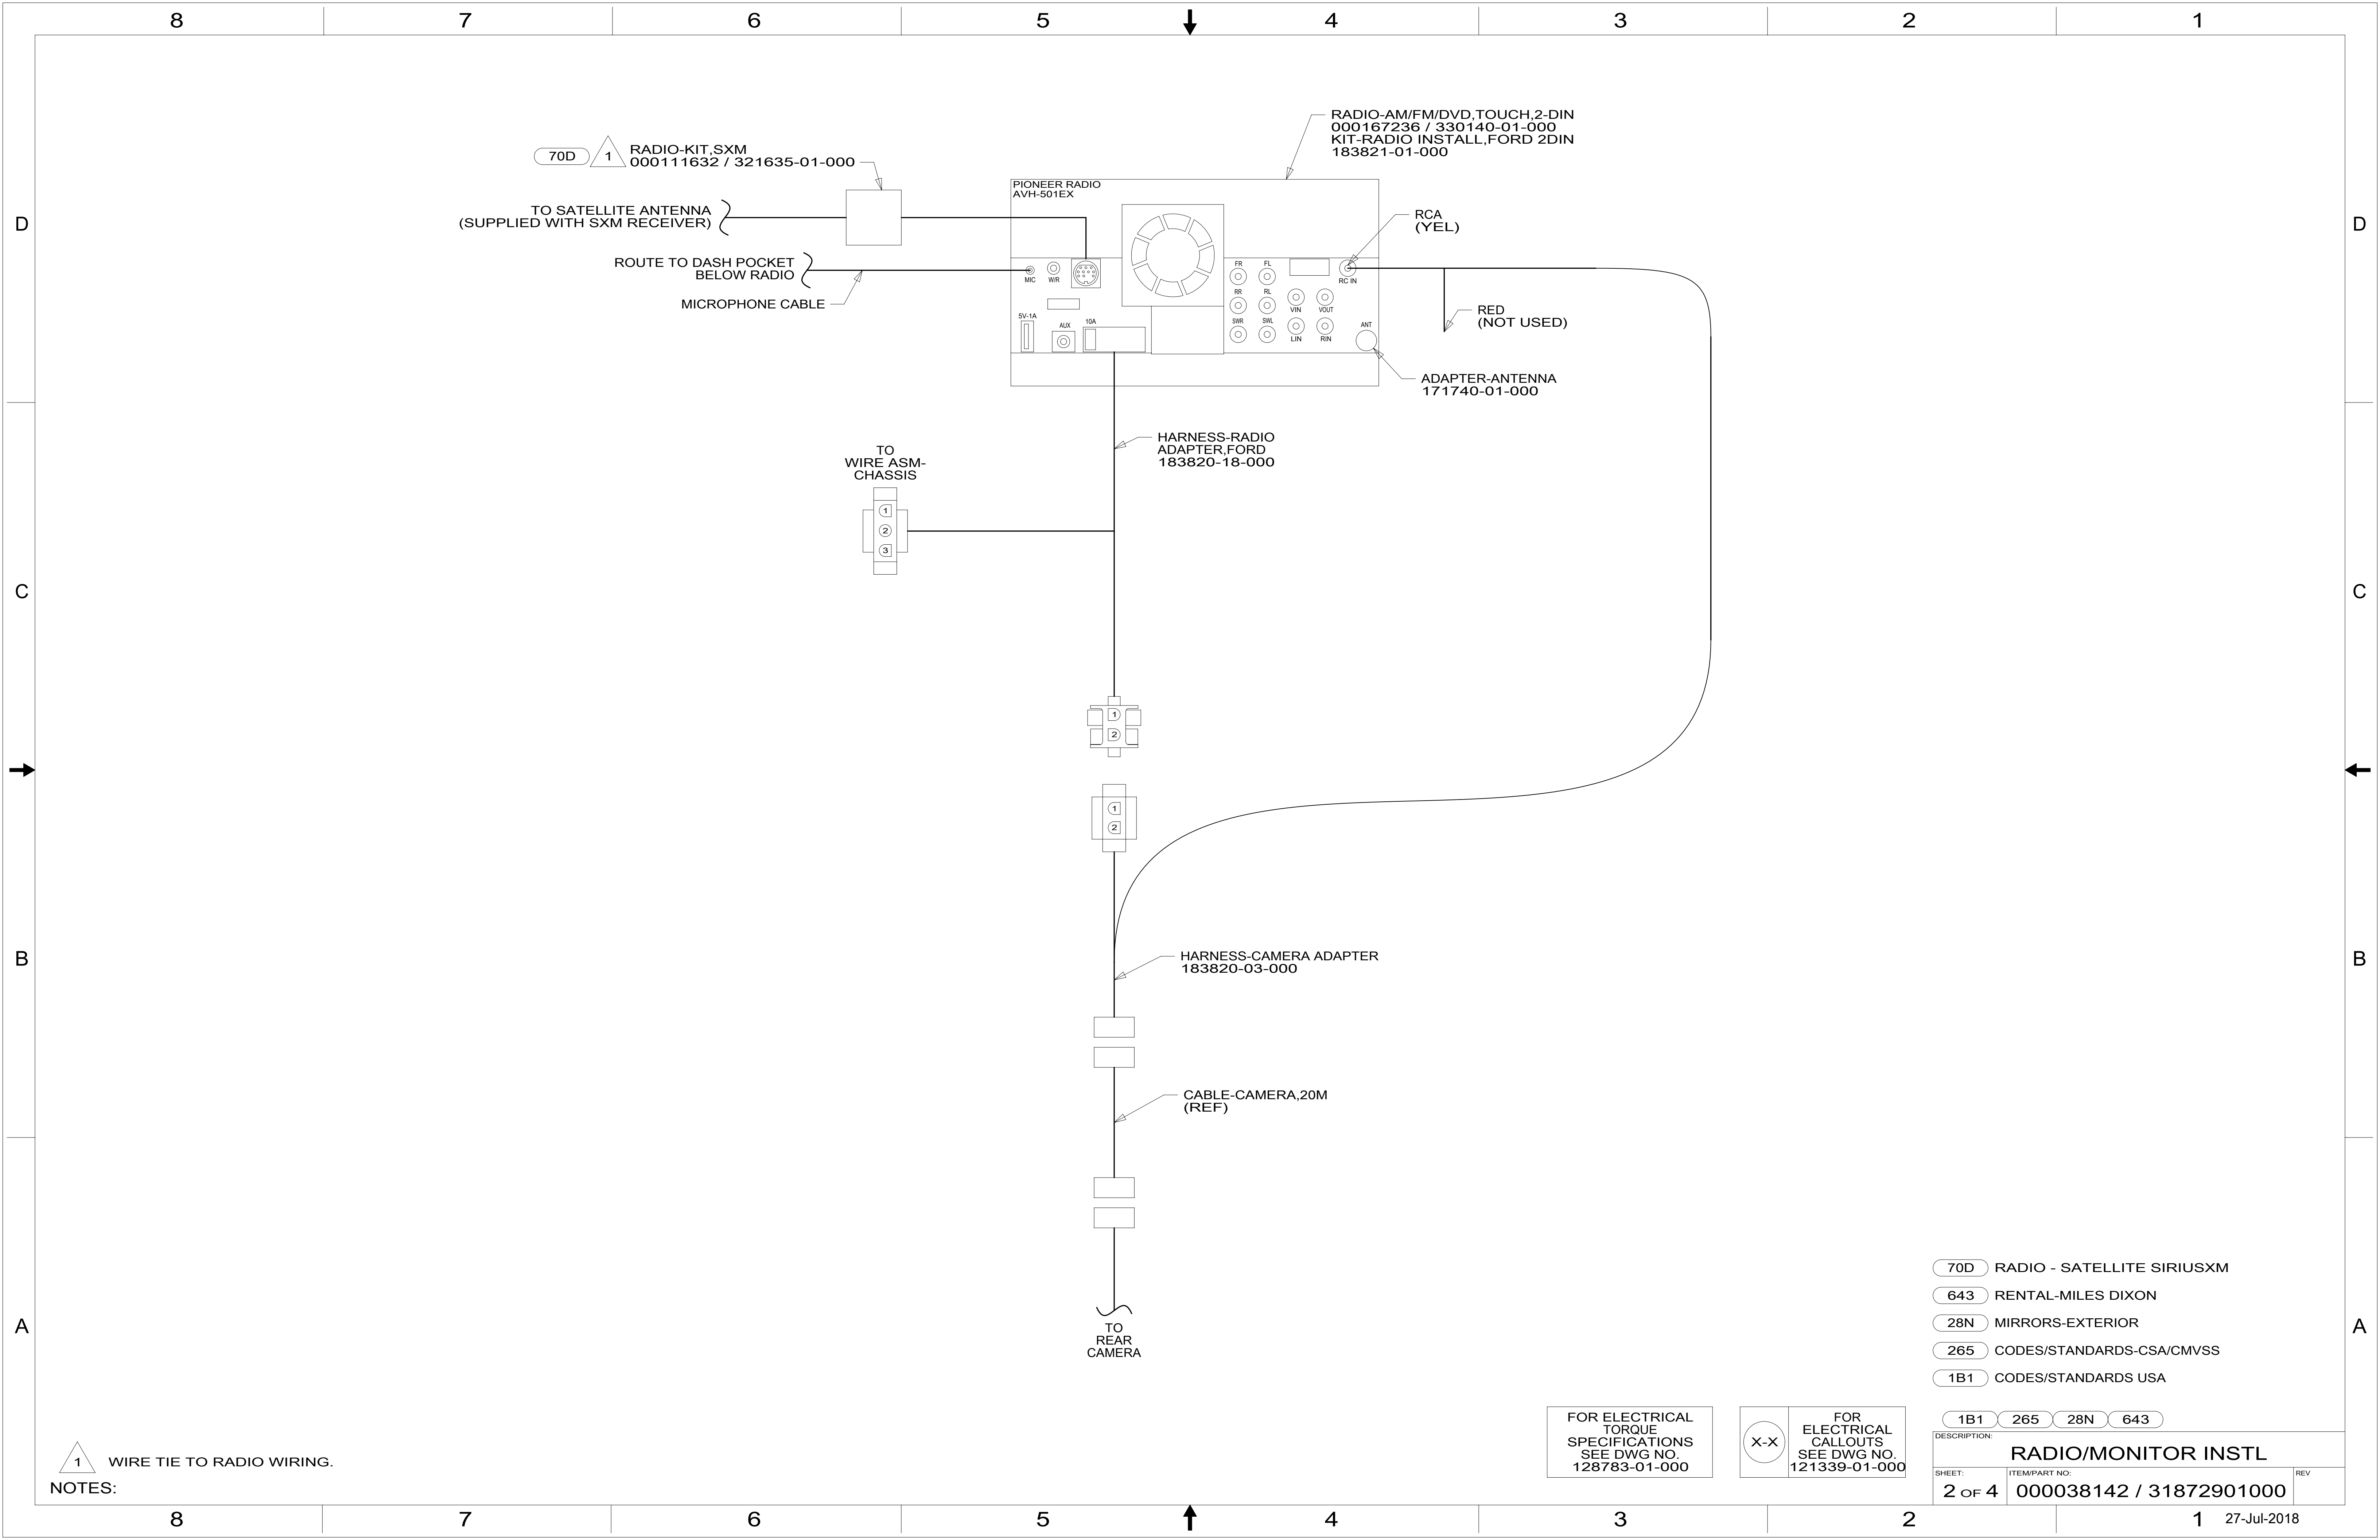 8 7 6 5 4 3 2 1
D
D
C
C
B
B
A
A
RADIO-AM/FM/DVD,TOUCH,2-DIN
000167236 / 330140-01-000
KIT-RADIO INSTALL,FORD 2DIN
183821-01-000
70D
1
RADIO-KIT,SXM
000111632 / 321635-01-000
TO SATELLITE ANTENNA
(SUPPLIED WITH SXM RECEIVER)
ROUTE TO DASH POCKET
BELOW RADIO
MICROPHONE CABLE
PIONEER RADIO
AVH-501EX
MIC
W/R
5V-1A
AUX
10A
FR
FL
RR
RL
SWR
SWL
VIN
VOUT
LIN
RIN
RC IN
ANT
RCA
(YEL)
RED
(NOT USED)
ADAPTER-ANTENNA
171740-01-000
HARNESS-RADIO
ADAPTER,FORD
183820-18-000
TO
WIRE ASM-
CHASSIS
1
2
3
1
2
1
2
HARNESS-CAMERA ADAPTER
183820-03-000
CABLE-CAMERA,20M
(REF)
TO
REAR
CAMERA
70D RADIO - SATELLITE SIRIUSXM
643 RENTAL-MILES DIXON
28N MIRRORS-EXTERIOR
265 CODES/STANDARDS-CSA/CMVSS
1B1 CODES/STANDARDS USA
1B1 265 28N 643
FOR ELECTRICAL
TORQUE
SPECIFICATIONS
SEE DWG NO.
128783-01-000
X-X
FOR
ELECTRICAL
CALLOUTS
SEE DWG NO.
121339-01-000
DESCRIPTION:
RADIO/MONITOR INSTL
SHEET:
2 OF 4
ITEM/PART NO:
000038142 / 31872901000
REV
1 WIRE TIE TO RADIO WIRING.
NOTES:
8 7 6 5 4 3 2 1
27-Jul-2018